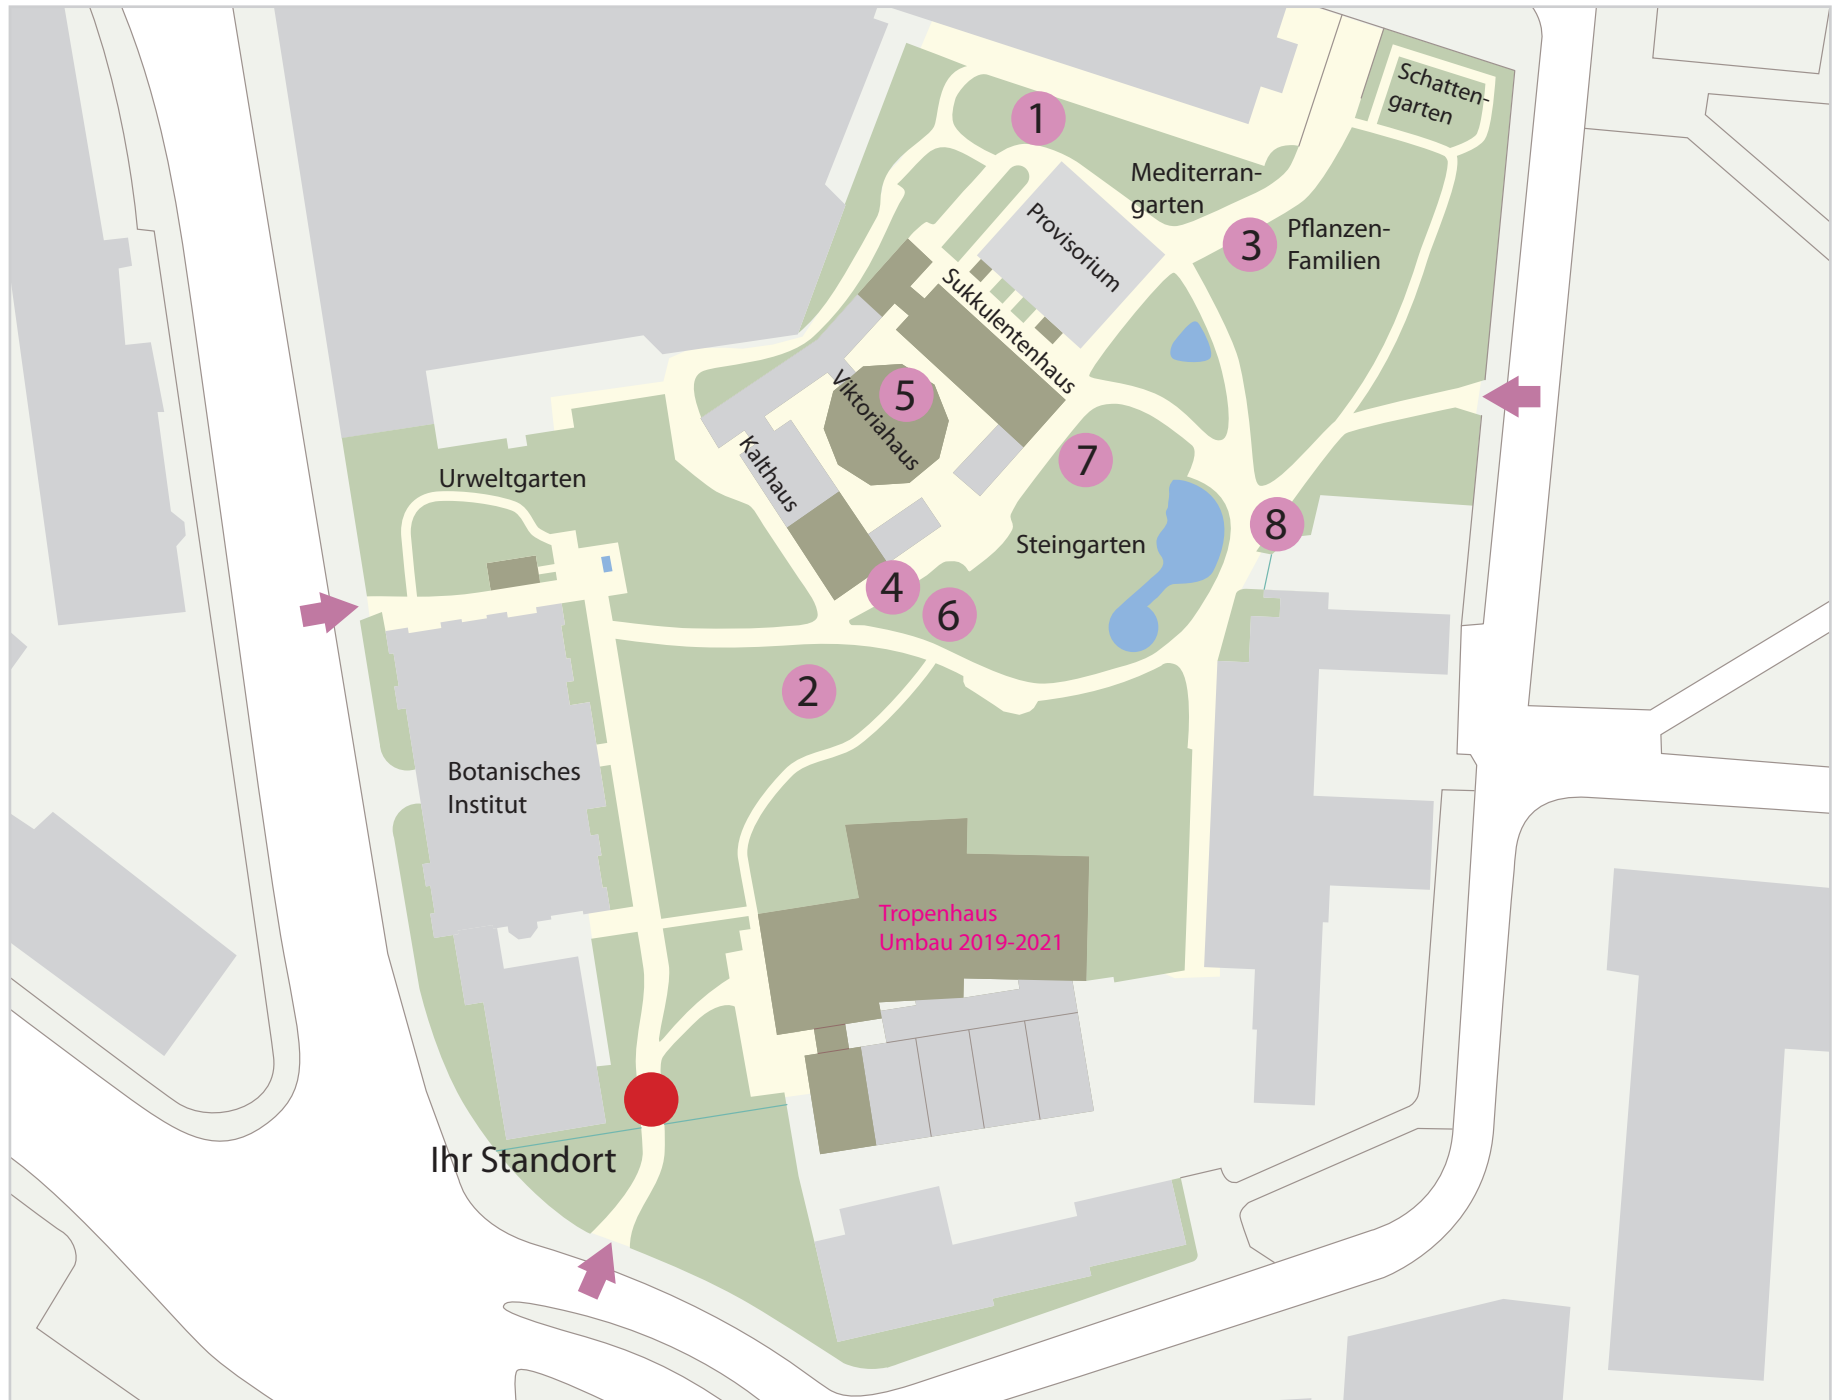 Schatten-
garten
1
Mediterran-
garten
Provisorium
3
Pflanzen-
Familien
Sukkulentenhaus
5
Viktoriahaus
Kalthaus
7
Urweltgarten
8
Steingarten
4
6
2
Botanisches
Institut
Tropenhaus
Umbau 2019-2021
Ihr Standort